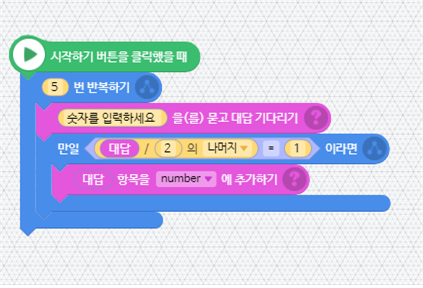 시작하기 버튼을 클릭했을 때
5 번 반복하기
숫자를 입력하세요 을(를) 묻고 대답 기다리기
만일 대답 / 2 의 나머지 = 1 이라면
대답 항목을 number 에 추가하기